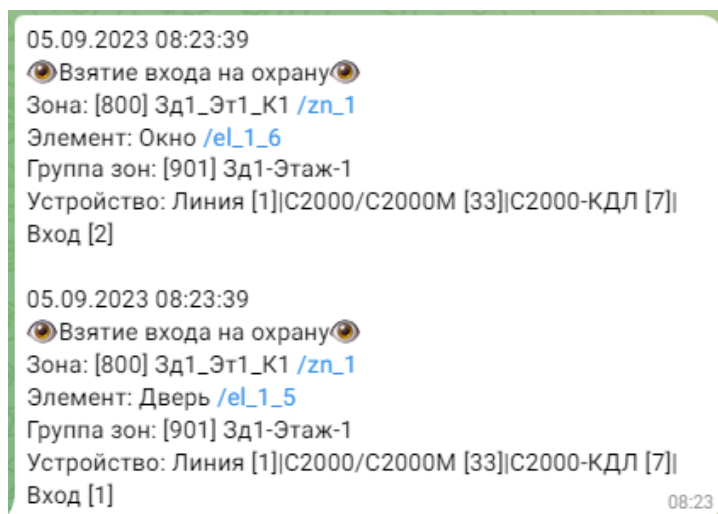 05.09.2023 08:23:39
👁Взятие входа на охрану👁
Зона: [800] Зд1_Эт1_К1 /zn_1
Элемент: Окно /el_1_6
Группа зон: [901] Зд1-Этаж-1
Устройство: Линия [1]|С2000/С2000М [33]|С2000-КДЛ [7]|
Вход [2]

05.09.2023 08:23:39
👁Взятие входа на охрану👁
Зона: [800] Зд1_Эт1_К1 /zn_1
Элемент: Дверь /el_1_5
Группа зон: [901] Зд1-Этаж-1
Устройство: Линия [1]|С2000/С2000М [33]|С2000-КДЛ [7]|
Вход [1]
08:23